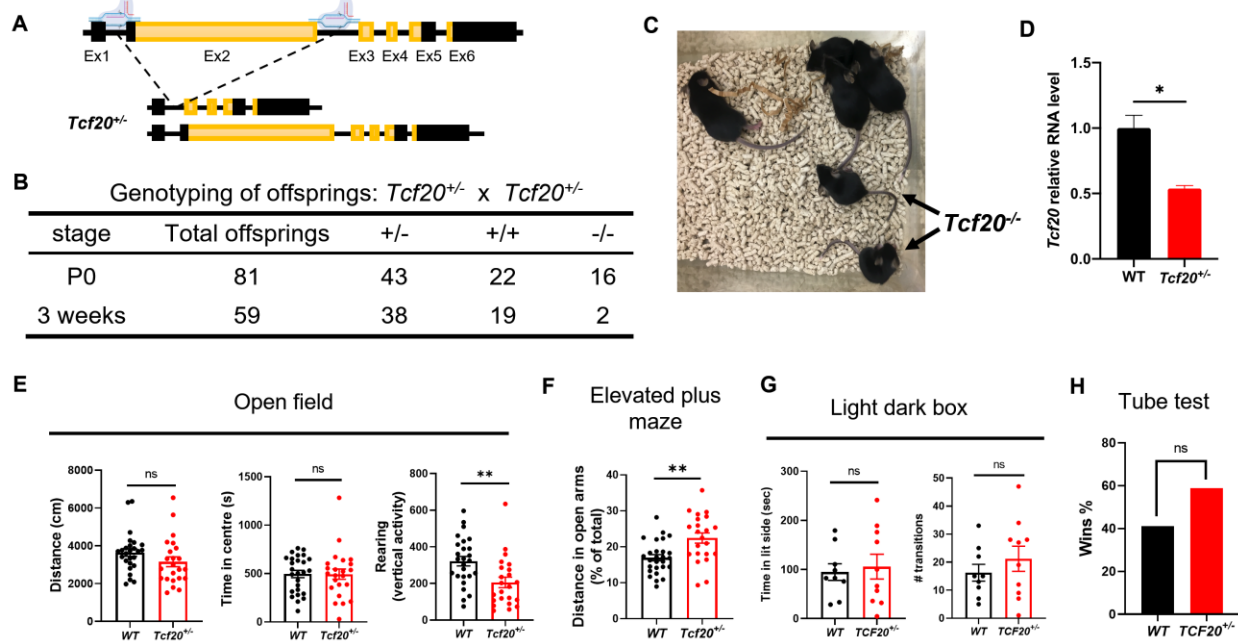 A
Ex1
Ex2
Ex3
Ex4
Ex5
Ex6
Tcf20+/-
B
Genotyping of offsprings: Tcf20+/- x Tcf20+/-
stage Total offsprings +/- +/+ -/-
P0 81 43 22 16
3 weeks 59 38 19 2
C
Tcf20-/-
D
Tcf20 relative RNA level
1.5
1.0
0.5
0.0
*
WT Tcf20+/-
E
Open field
Distance (cm)
8000
6000
4000
2000
0
ns
WT Tcf20+/-
Time in centre (s)
1500
1000
500
0
ns
WT Tcf20+/-
Rearing
(vertical activity)
800
600
400
200
0
**
WT Tcf20+/-
F
Elevated plus
maze
Distance in open arms
(% of total)
40
30
20
10
0
**
WT Tcf20+/-
G
Light dark box
Time in lit side (sec)
300
200
100
0
ns
WT TCF20+/-
# transitions
50
40
30
20
10
0
ns
WT TCF20+/-
H
Tube test
Wins %
80
60
40
20
0
ns
WT TCF20+/-